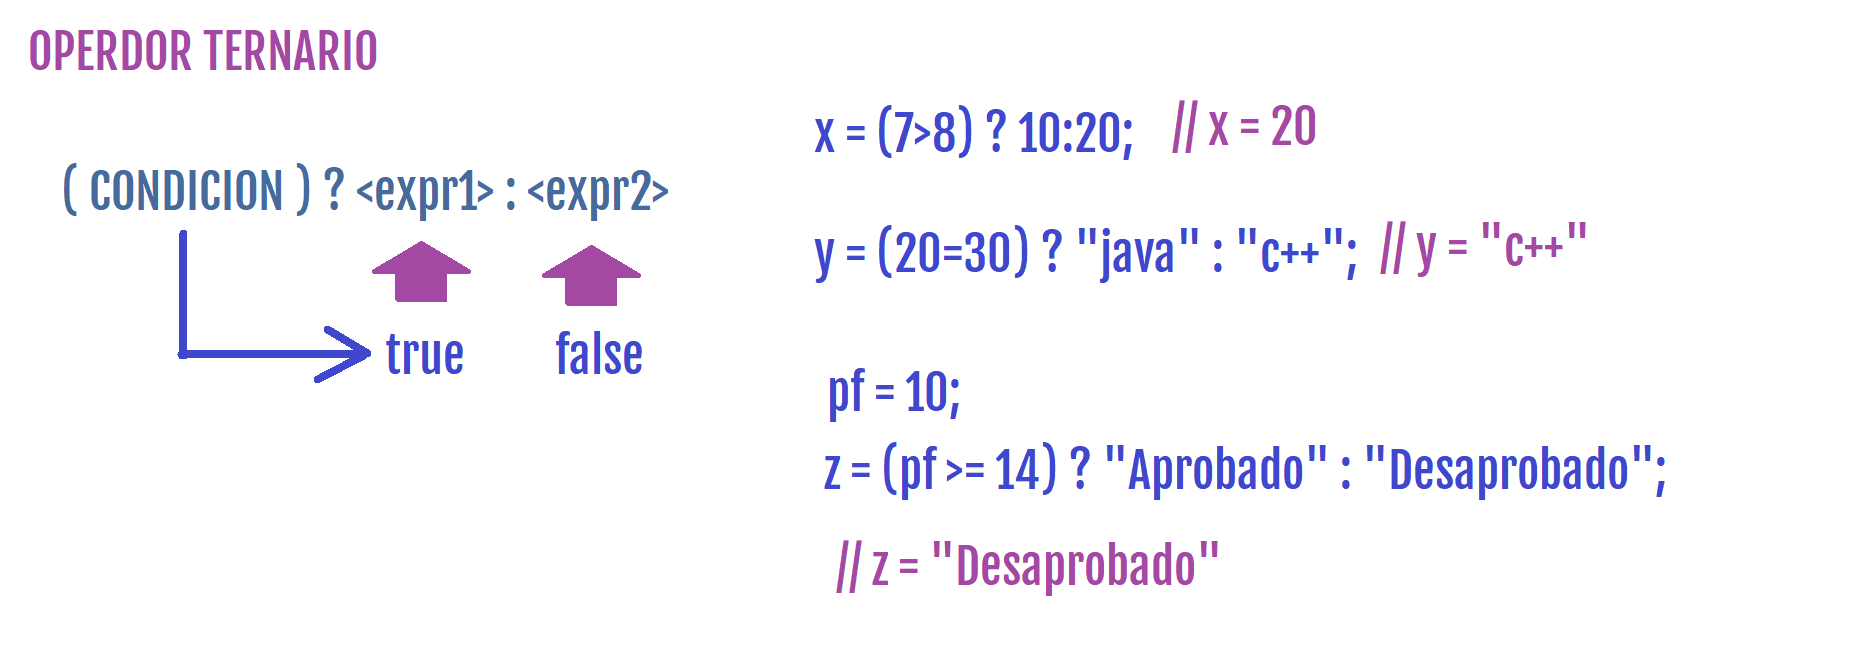 OPERDOR TERNARIO
( CONDICION ) ? <expr1> : <expr2>
true false
x = (7>8) ? 10:20; // x = 20
y = (20=30) ? "java" : "c++"; // y = "c++"
pf = 10;
z = (pf >= 14) ? "Aprobado" : "Desaprobado";
// z = "Desaprobado"